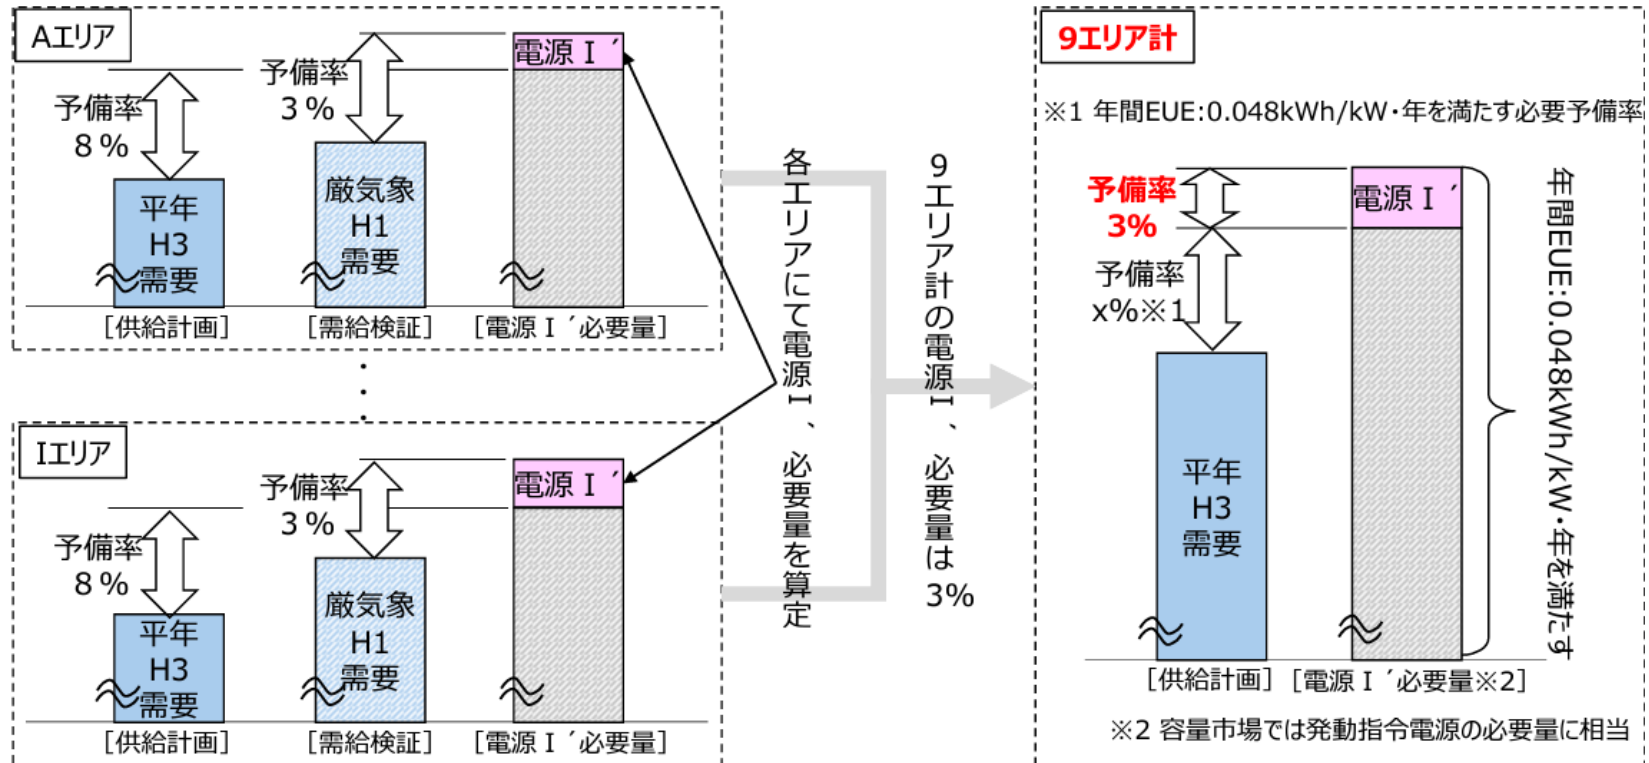 Aエリア
電源Ⅰ´
予備率
3%
予備率
8%
平年
H3
需要
厳気象
H1
需要
[供給計画]
[需給検証]
[電源Ⅰ´必要量]
・
・
・
Iエリア
電源Ⅰ´
予備率
3%
予備率
8%
平年
H3
需要
厳気象
H1
需要
[供給計画]
[需給検証]
[電源Ⅰ´必要量]
各エリアにて電源Ⅰ´必要量を算定
9エリア計の電源Ⅰ´必要量は3%
9エリア計
※1 年間EUE:0.048kWh/kW・年を満たす必要予備率
予備率
3%
電源Ⅰ´
予備率
x%※1
平年
H3
需要
年間EUE:0.048kWh/kW・年を満たす
[供給計画]
[電源Ⅰ´必要量※2]
※2 容量市場では発動指令電源の必要量に相当